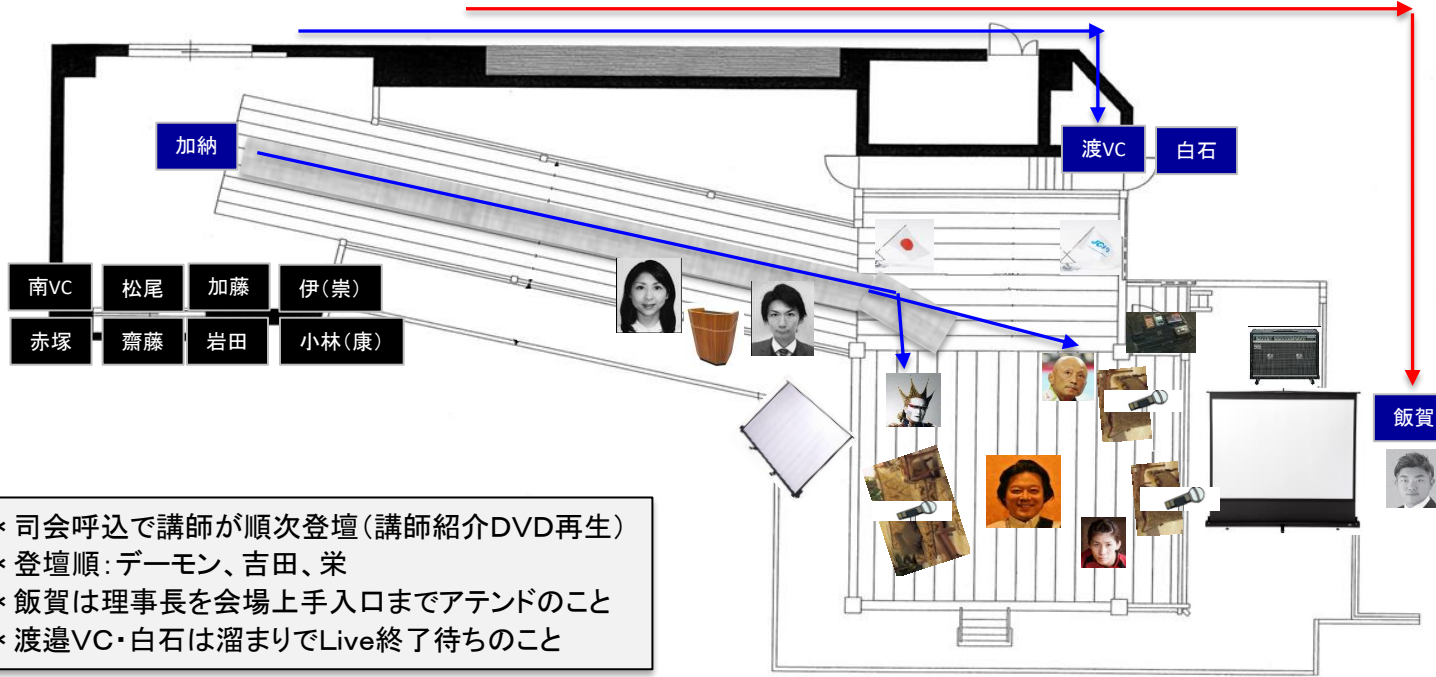 加納
渡VC
白石
南VC
松尾
加藤
伊(崇)
赤塚
齋藤
岩田
小林(康)
飯賀
* 司会呼込で講師が順次登壇(講師紹介DVD再生)
* 登壇順:デーモン、吉田、栄
* 飯賀は理事長を会場上手入口までアテンドのこと
* 渡邉VC・白石は溜まりでLive終了待ちのこと